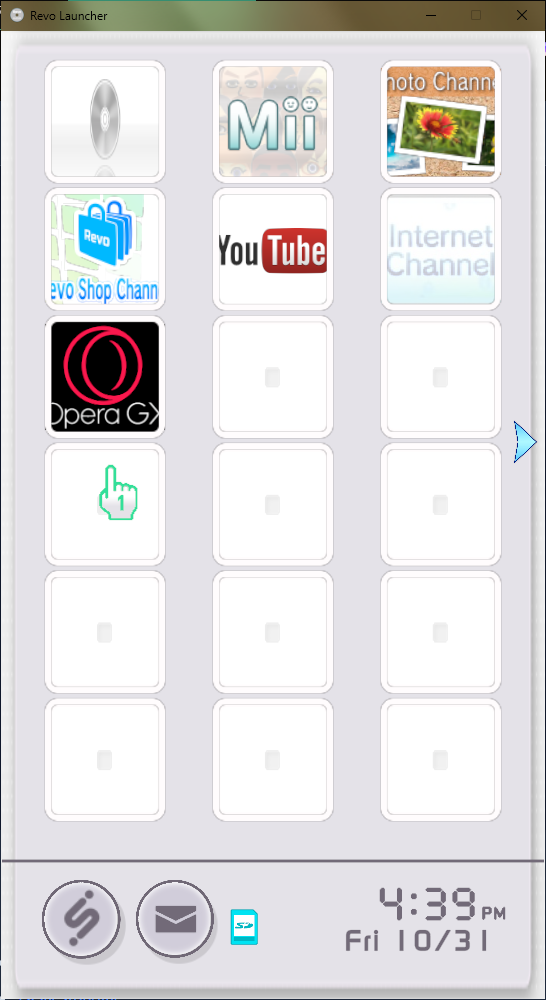 Revo Launcher
Mii
hoto Channe
Revo
evo Shop Chann
YouTube
Internet
Channel
Opera GX
1
SD
4:39 PM
Fri 10/31